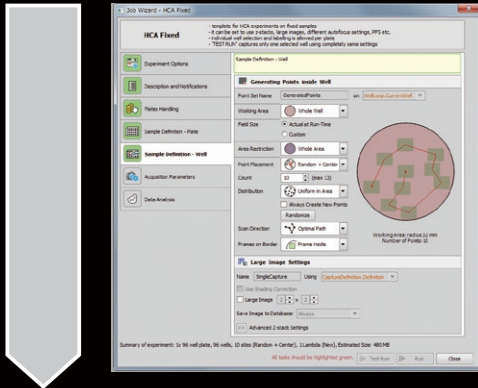 Job Wizard - HCA Fixed
HCA Fixed
- template for HCA experiments on fixed samples
- it can be set to use z-stacks, large images, different autofocus settings, PFS etc.
- individual well selection and labeling is allowed per plate
- "TEST RUN" captures only one selected well using completely same settings
Experiment Options
Description and Notifications
Plates Handling
Sample Definition - Plate
Sample Definition - Well
Acquisition Parameters
Data Analysis
Sample Definition - Well
Generating Points inside Well
Point Set Name GeneratedPoints on WellLoop.CurrentWell
Working Area Whole Well
Field Size Actual at Run-Time
Custom
Area Restriction Whole Area
Point Placement Random + Center
Count 10 (max 13)
Distribution Uniform in Area
Always Create New Points
Randomize
Scan Direction Optimal Path
Frames on Border Frame Inside
Number of Points: 10
Large Image Settings
Name SingleCapture Using CaptureDefinition.Definition
Use Shading Correction
Large Image 2 x 2
Save Image to Database: Always
>> Advanced Z-stack Settings
Summary of experiment: 1x 96 well plate, 96 wells, 10 sites (Random + Center), 1Lambda (New), Estimated Size: 480 MB
All tasks should be highlighted green. Test Run Run Close